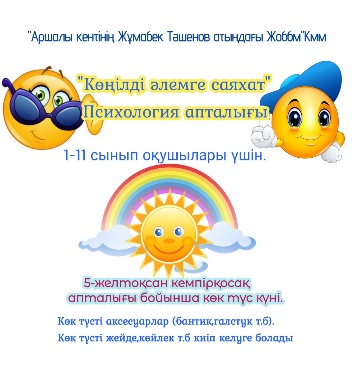 "Аршалы кентінің Жұмабек Ташенов атындағы Жоббм"Кмм
"Көңілді әлемге саяхат"
Психология апталығы
1-11 сынып оқушылары үшін.
5-желтоқсан кемпірқосақ
апталығы бойынша көк түс күні.
Көк түсті аксесуарлар (бантик,галстук т.б).
Көк түсті жейде,көйлек т.б киіп келуге болады